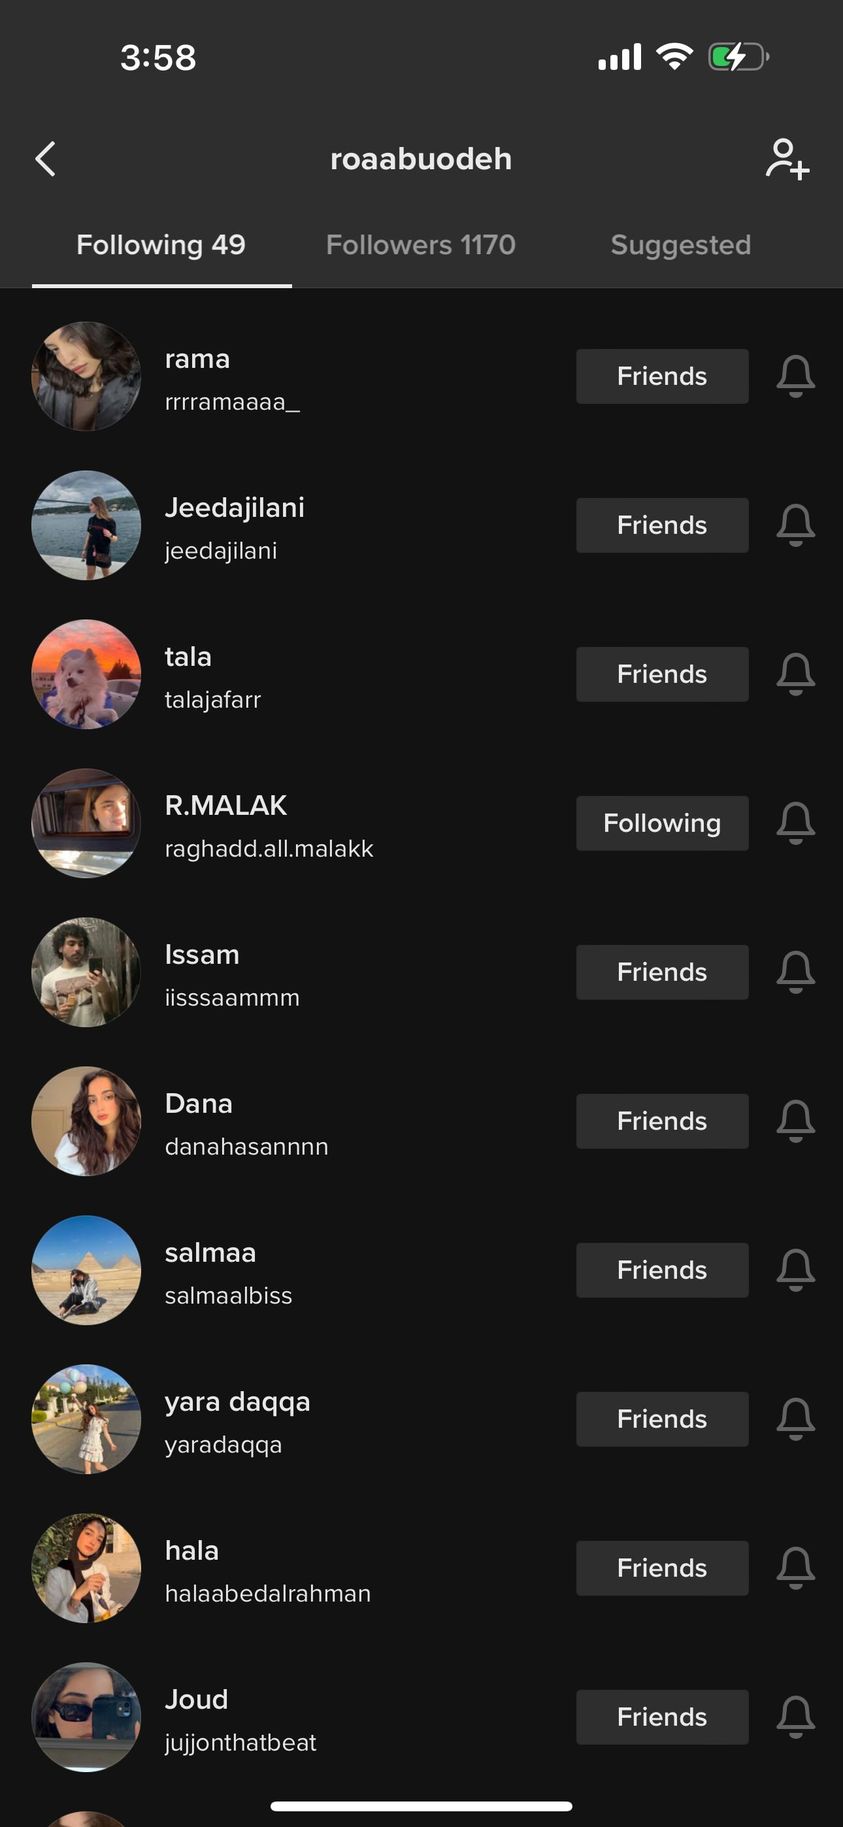 3:58
roaabuodeh
Following 49
Followers 1170
Suggested
rama
rrrramaaaa_
Friends
Jeedajilani
jeedajilani
Friends
tala
talajafarr
Friends
R.MALAK
raghadd.all.malakk
Following
Issam
iisssaammm
Friends
Dana
danahasannnn
Friends
salmaa
salmaalbiss
Friends
yara daqqa
yaradaqqa
Friends
hala
halaabedalrahman
Friends
Joud
jujjonthatbeat
Friends